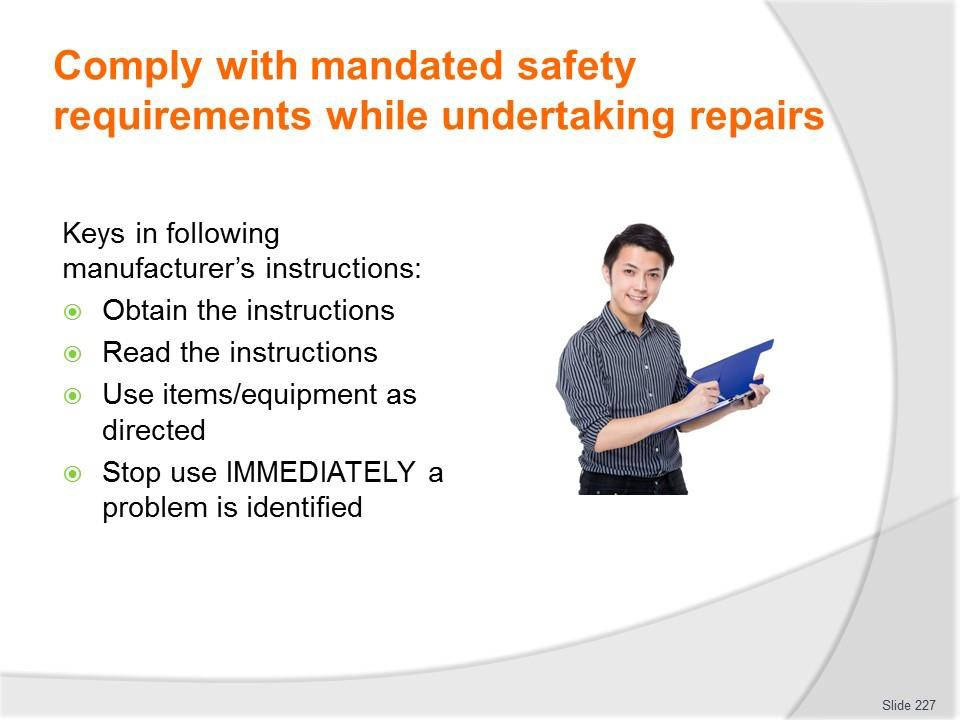 Comply with mandated safety
requirements while undertaking repairs
Keys in following
manufacturer’s instructions:
Obtain the instructions
Read the instructions
Use items/equipment as
directed
Stop use IMMEDIATELY a
problem is identified
Slide 227